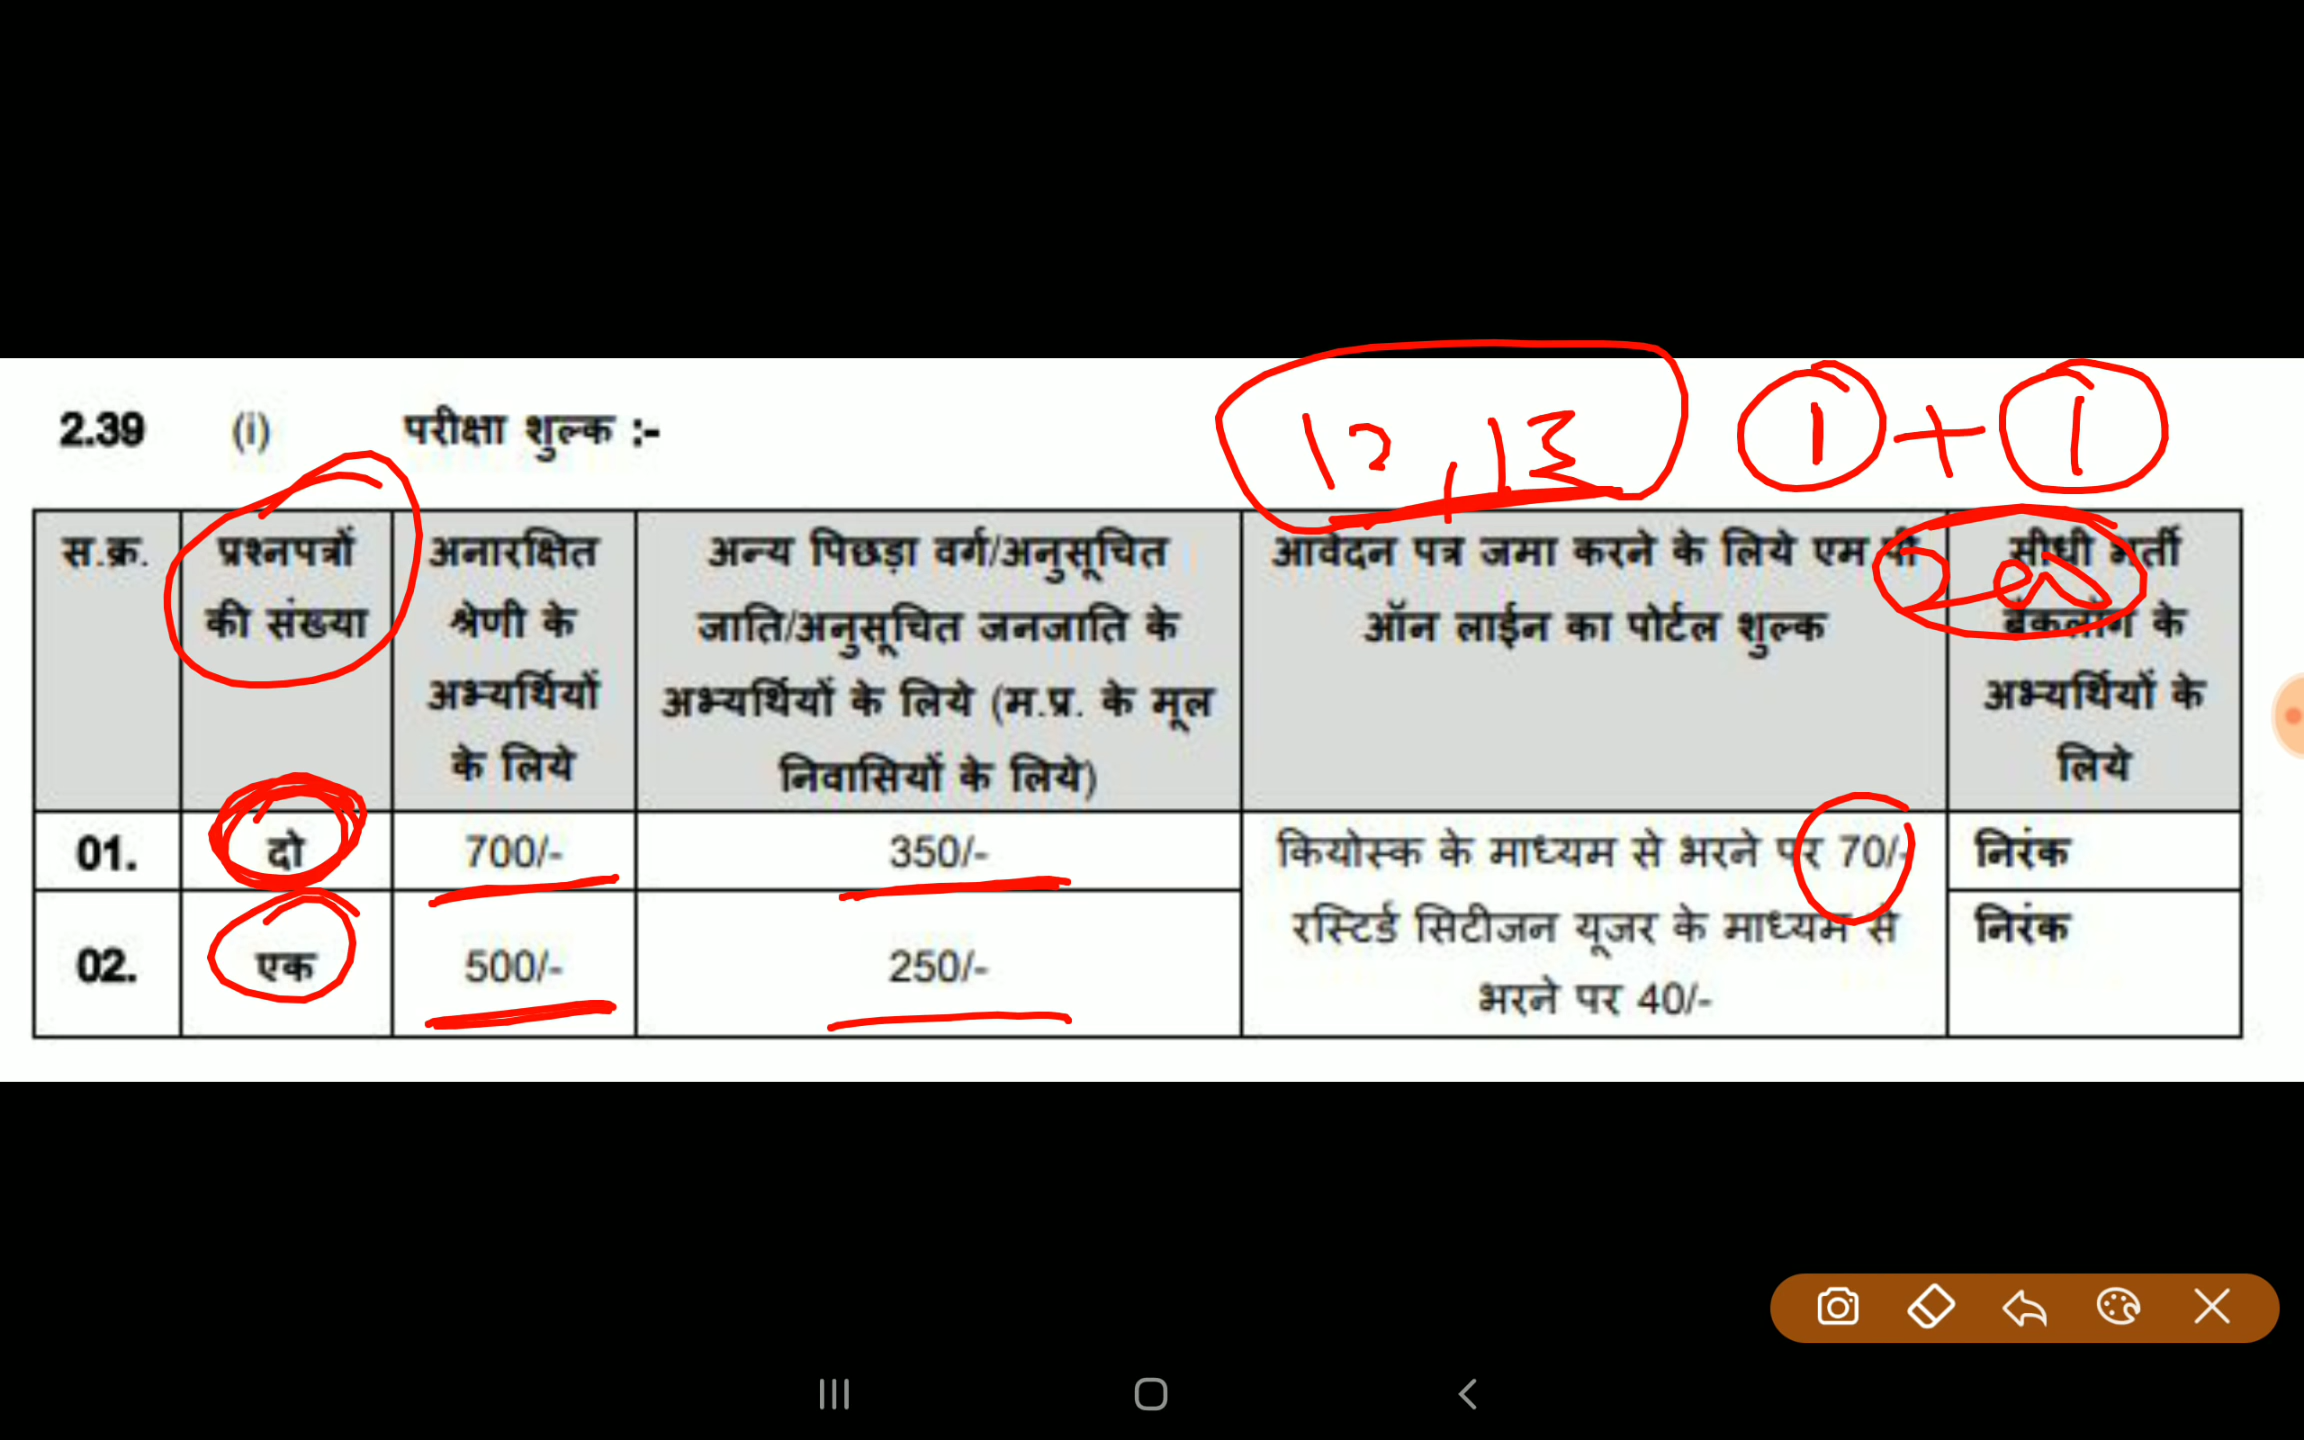 2.39 (i) परीक्षा शुल्क :-
12,13 1 + 1
स.क्र.
प्रश्नपत्रों
की संख्या
अनारक्षित
श्रेणी के
अभ्यर्थियों
के लिये
अन्य पिछड़ा वर्ग/अनुसूचित
जाति/अनुसूचित जनजाति के
अभ्यर्थियों के लिये (म.प्र. के मूल
निवासियों के लिये)
आवेदन पत्र जमा करने के लिये एम पी
ऑन लाईन का पोर्टल शुल्क
सीधी भर्ती
बैकलॉग के
अभ्यर्थियों के
लिये
01. दो 700/- 350/-
कियोस्क के माध्यम से भरने पर 70/-
निरंक
02. एक 500/- 250/-
रस्टिर्ड सिटीजन यूजर के माध्यम से
भरने पर 40/-
निरंक